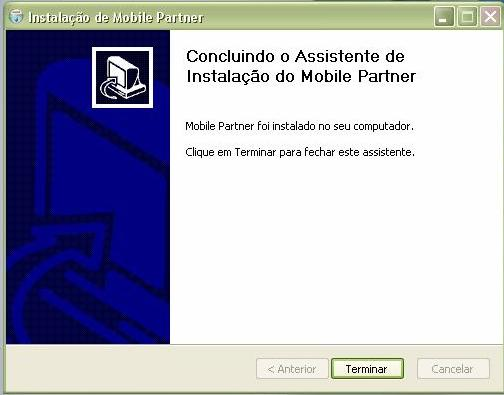 Instalação de Mobile Partner
Concluindo o Assistente de
Instalação do Mobile Partner
Mobile Partner foi instalado no seu computador.
Clique em Terminar para fechar este assistente.
< Anterior
Terminar
Cancelar